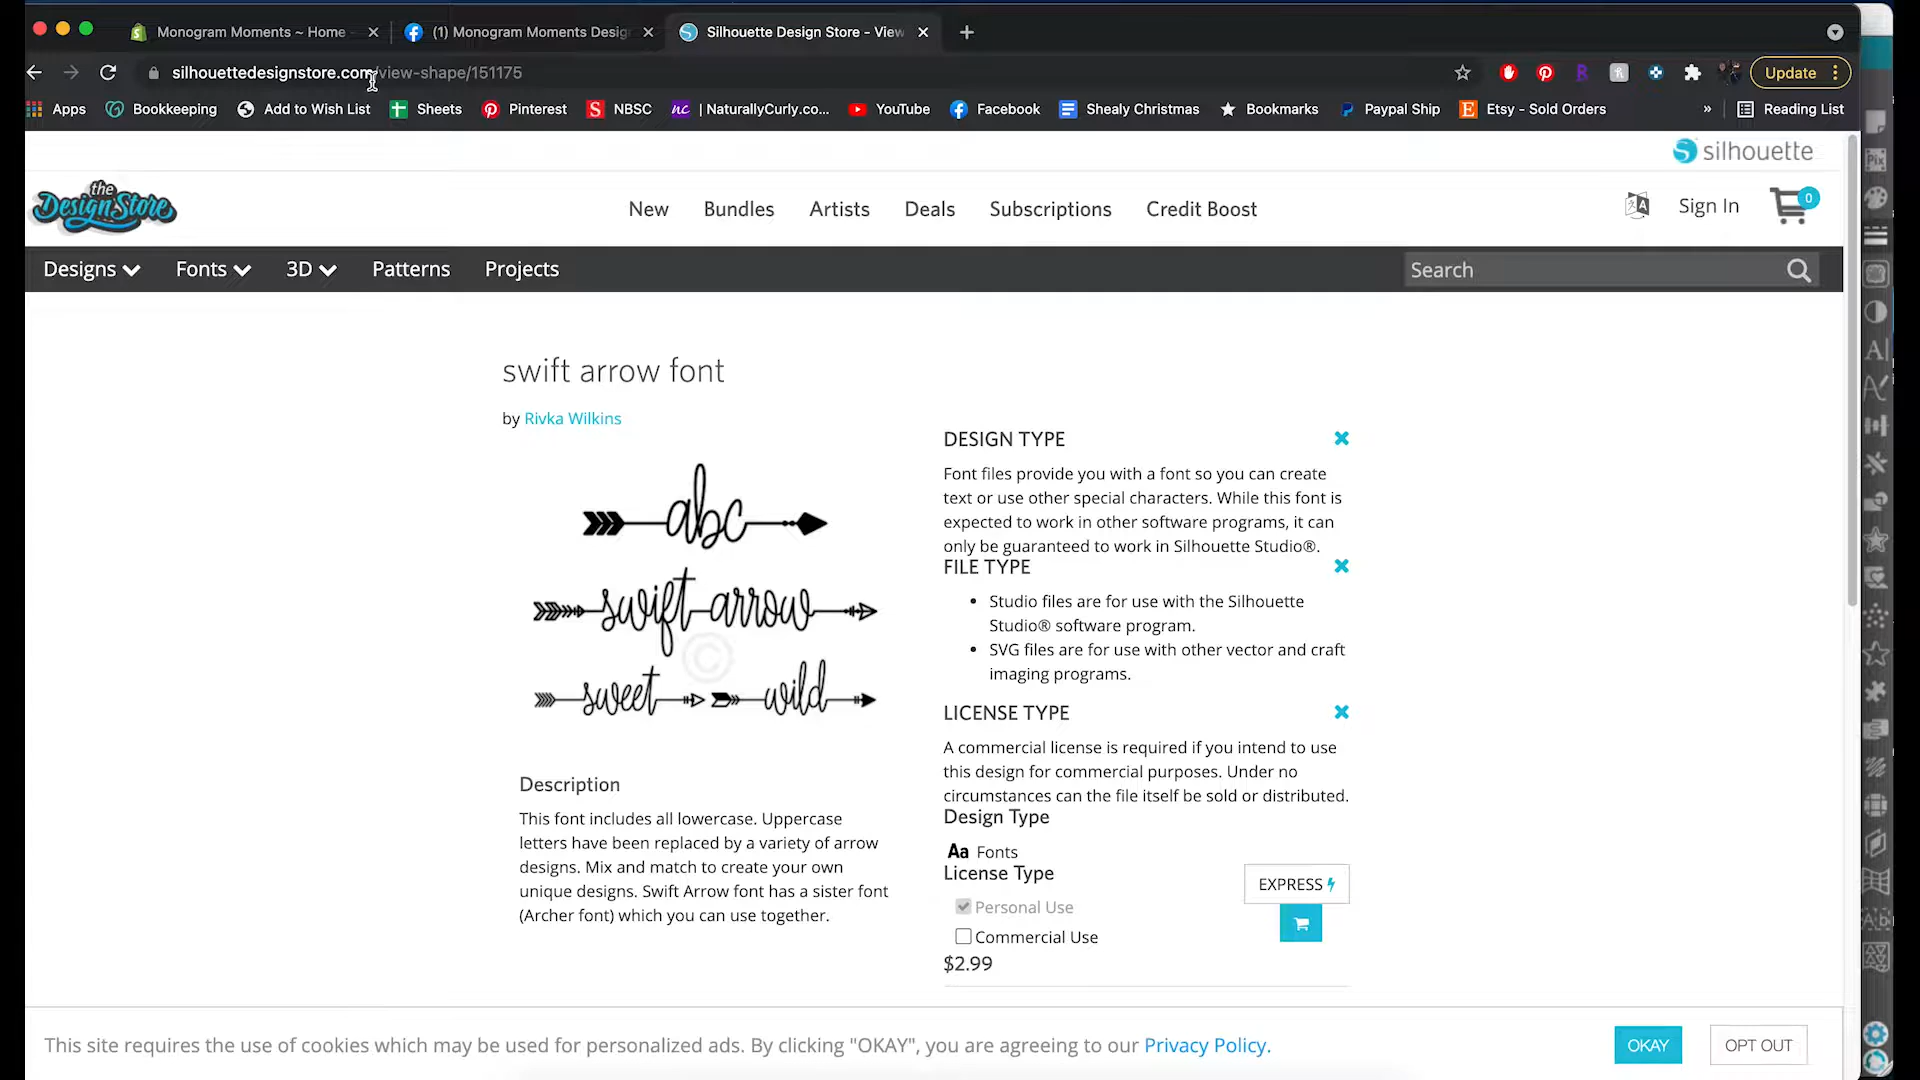 Monogram Moments ~ Home
(1) Monogram Moments Desig
Silhouette Design Store - View
silhouettedesignstore.com/view-shape/151175
Update
Apps
Bookkeeping
Add to Wish List
Sheets
Pinterest
NBSC
| NaturallyCurly.co...
YouTube
Facebook
Shealy Christmas
Bookmarks
Paypal Ship
Etsy - Sold Orders
»
Reading List
silhouette
the
Design Store
New
Bundles
Artists
Deals
Subscriptions
Credit Boost
Sign In
0
Designs
Fonts
3D
Patterns
Projects
Search
swift arrow font
by Rivka Wilkins
abc
swift arrow
sweet wild
©
Description
This font includes all lowercase. Uppercase
letters have been replaced by a variety of arrow
designs. Mix and match to create your own
unique designs. Swift Arrow font has a sister font
(Archer font) which you can use together.
DESIGN TYPE
Font files provide you with a font so you can create
text or use other special characters. While this font is
expected to work in other software programs, it can
only be guaranteed to work in Silhouette Studio®.
FILE TYPE
• Studio files are for use with the Silhouette
Studio® software program.
• SVG files are for use with other vector and craft
imaging programs.
LICENSE TYPE
A commercial license is required if you intend to use
this design for commercial purposes. Under no
circumstances can the file itself be sold or distributed.
Design Type
Aa Fonts
License Type
Personal Use
Commercial Use
$2.99
EXPRESS
This site requires the use of cookies which may be used for personalized ads. By clicking "OKAY", you are agreeing to our Privacy Policy.
OKAY
OPT OUT